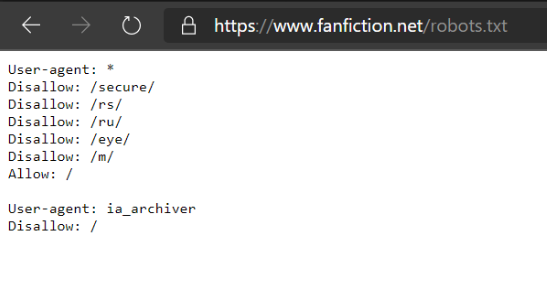 https://www.fanfiction.net/robots.txt
User-agent: *
Disallow: /secure/
Disallow: /rs/
Disallow: /ru/
Disallow: /eye/
Disallow: /m/
Allow: /
User-agent: ia_archiver
Disallow: /